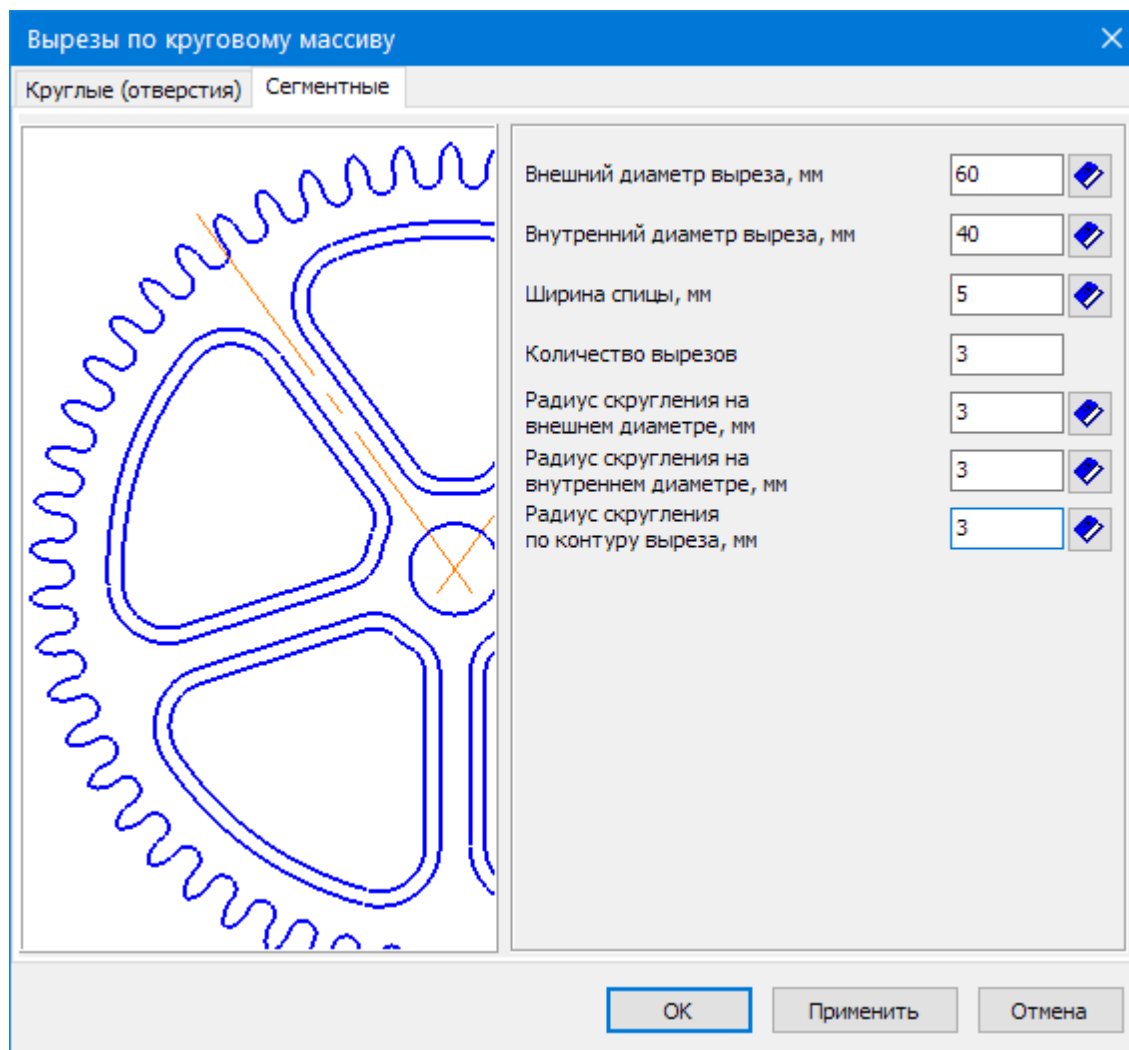 Вырезы по круговому массиву
Круглые (отверстия) Сегментные
Внешний диаметр выреза, мм 60
Внутренний диаметр выреза, мм 40
Ширина спицы, мм 5
Количество вырезов 3
Радиус скругления на
внешнем диаметре, мм 3
Радиус скругления на
внутреннем диаметре, мм 3
Радиус скругления
по контуру выреза, мм 3
ОК Применить Отмена